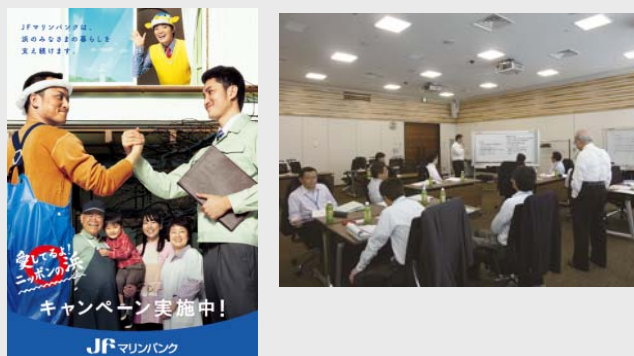 JFマリンバンクは、
浜のみなさまの暮らしを
支え続けます。
愛してるよ!
ニッポンの浜
キャンペーン実施中!
JFマリンバンク